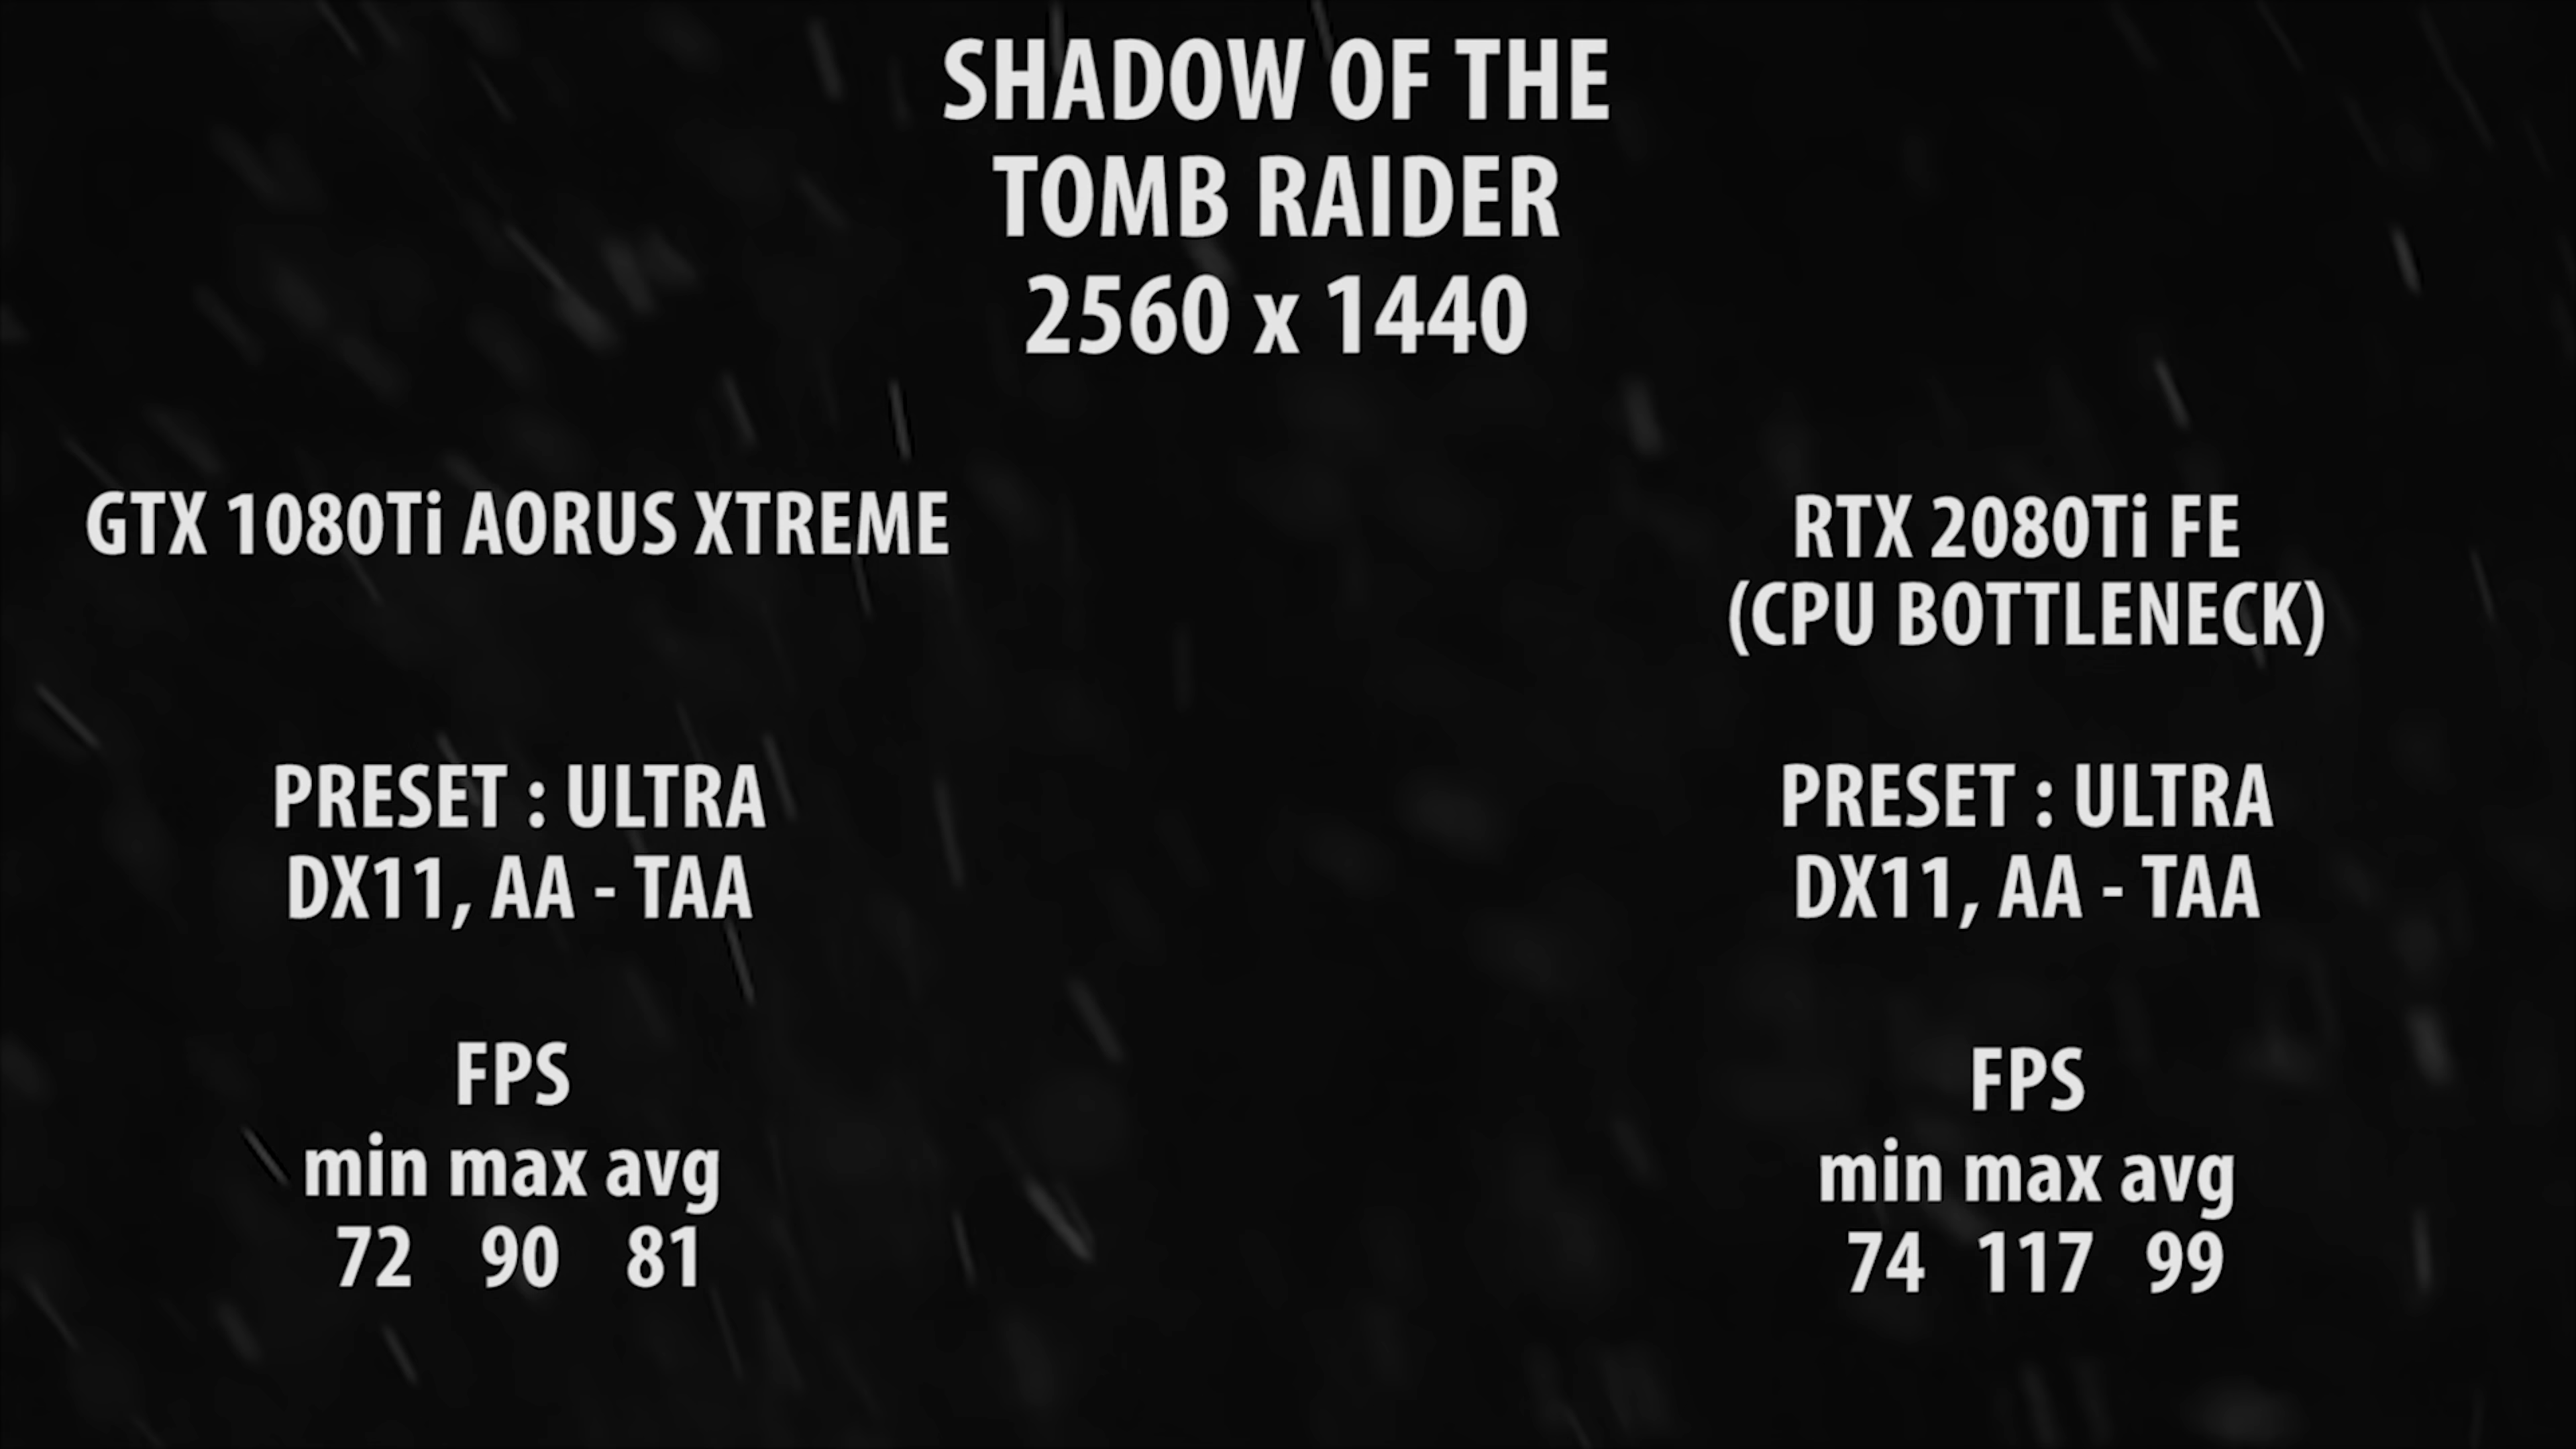 SHADOW OF THE
TOMB RAIDER
2560 x 1440
GTX 1080Ti AORUS XTREME
PRESET : ULTRA
DX11, AA - TAA
FPS
min max avg
72 90 81
RTX 2080Ti FE
(CPU BOTTLENECK)
PRESET : ULTRA
DX11, AA - TAA
FPS
min max avg
74 117 99